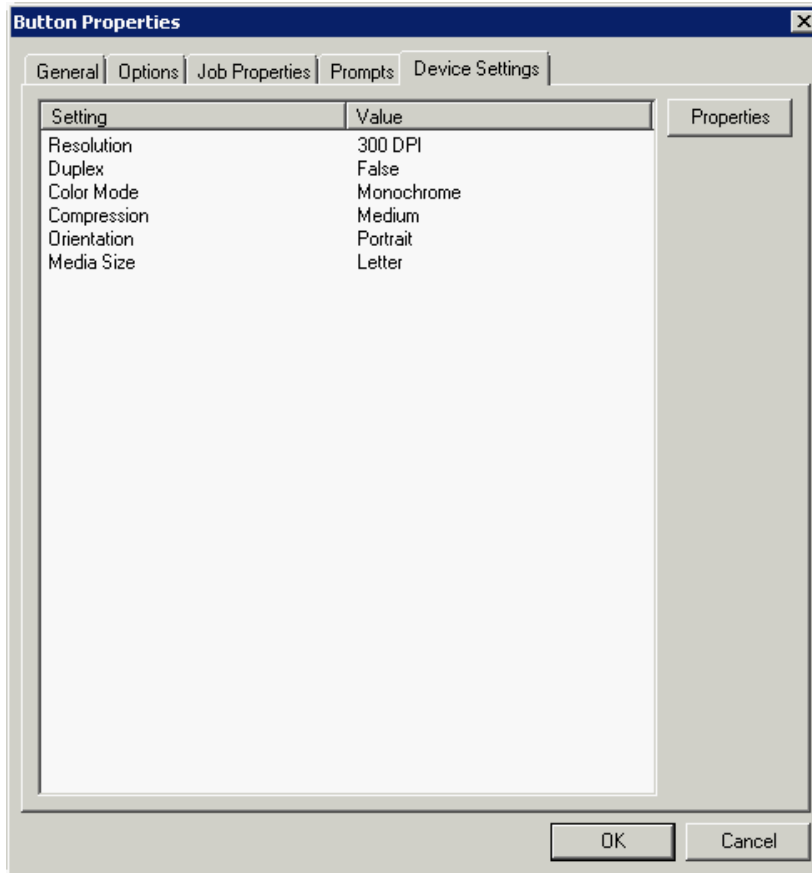 Button Properties
General Options Job Properties Prompts Device Settings
Setting Value
Properties
Resolution 300 DPI
Duplex False
Color Mode Monochrome
Compression Medium
Orientation Portrait
Media Size Letter
OK Cancel